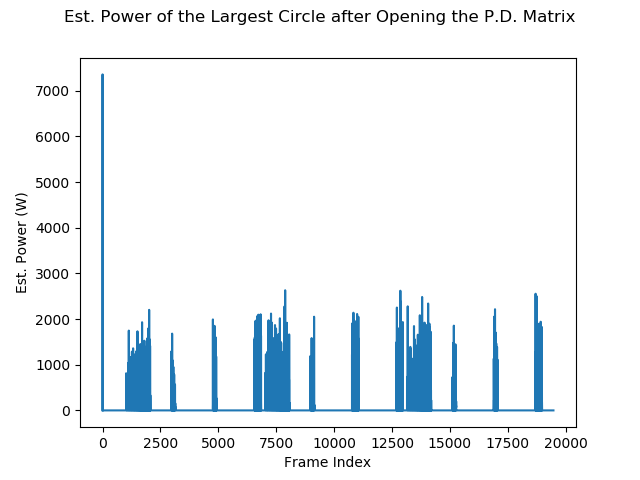 Est. Power of the Largest Circle after Opening the P.D. Matrix
Est. Power (W)
7000
6000
5000
4000
3000
2000
1000
0
0 2500 5000 7500 10000 12500 15000 17500 20000
Frame Index